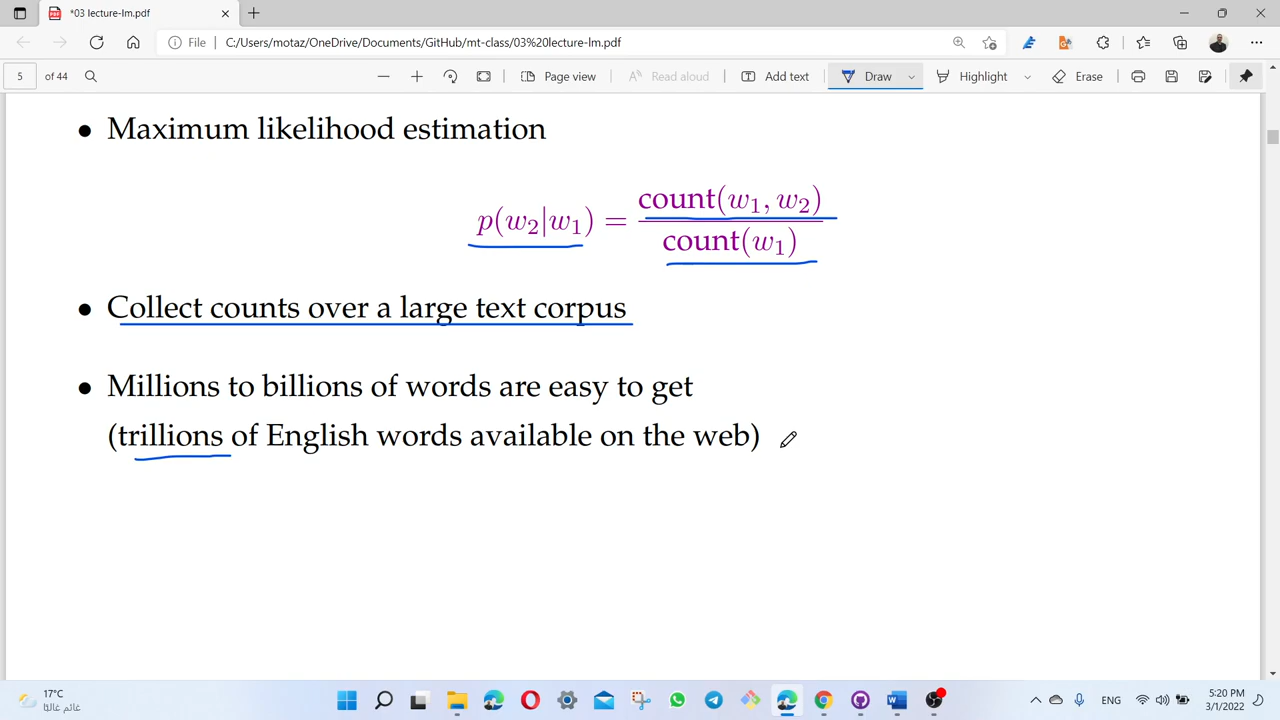 *03 lecture-lm.pdf
File
C:/Users/motaz/OneDrive/Documents/GitHub/mt-class/03%20lecture-lm.pdf
5 of 44
Page view
Read aloud
Add text
Draw
Highlight
Erase
● Maximum likelihood estimation
p(w₂|w₁) = count(w₁, w₂) / count(w₁)
● Collect counts over a large text corpus
● Millions to billions of words are easy to get
(trillions of English words available on the web)
17°C
غائم غالبًا
ENG
5:20 PM
3/1/2022